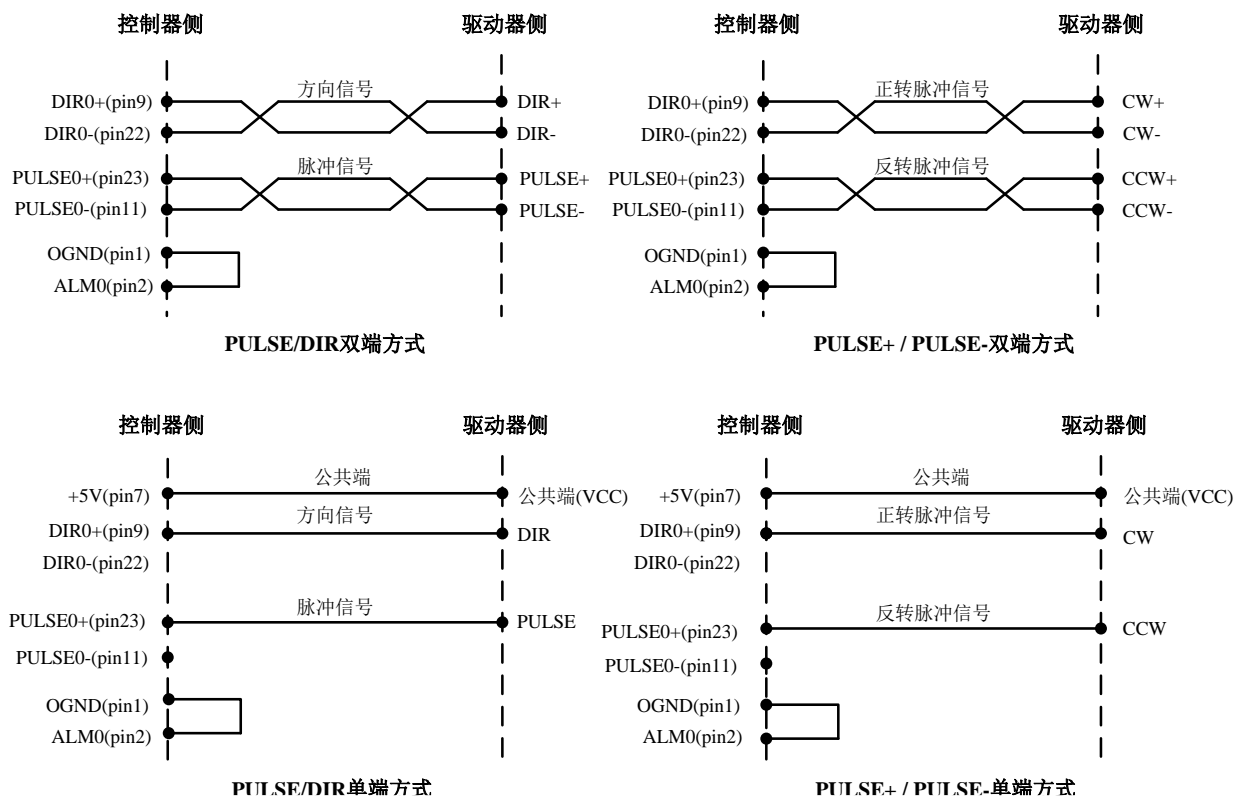 控制器侧
驱动器侧
DIR0+(pin9)
方向信号
DIR+
DIR0-(pin22)
DIR-
PULSE0+(pin23)
脉冲信号
PULSE+
PULSE0-(pin11)
PULSE-
OGND(pin1)
ALM0(pin2)
PULSE/DIR双端方式
控制器侧
驱动器侧
DIR0+(pin9)
正转脉冲信号
CW+
DIR0-(pin22)
CW-
PULSE0+(pin23)
反转脉冲信号
CCW+
PULSE0-(pin11)
CCW-
OGND(pin1)
ALM0(pin2)
PULSE+ / PULSE-双端方式
控制器侧
驱动器侧
+5V(pin7)
公共端
公共端(VCC)
DIR0+(pin9)
方向信号
DIR
DIR0-(pin22)
PULSE0+(pin23)
脉冲信号
PULSE
PULSE0-(pin11)
OGND(pin1)
ALM0(pin2)
PULSE/DIR单端方式
控制器侧
驱动器侧
+5V(pin7)
公共端
公共端(VCC)
DIR0+(pin9)
正转脉冲信号
CW
DIR0-(pin22)
PULSE0+(pin23)
反转脉冲信号
CCW
PULSE0-(pin11)
OGND(pin1)
ALM0(pin2)
PULSE+ / PULSE-单端方式